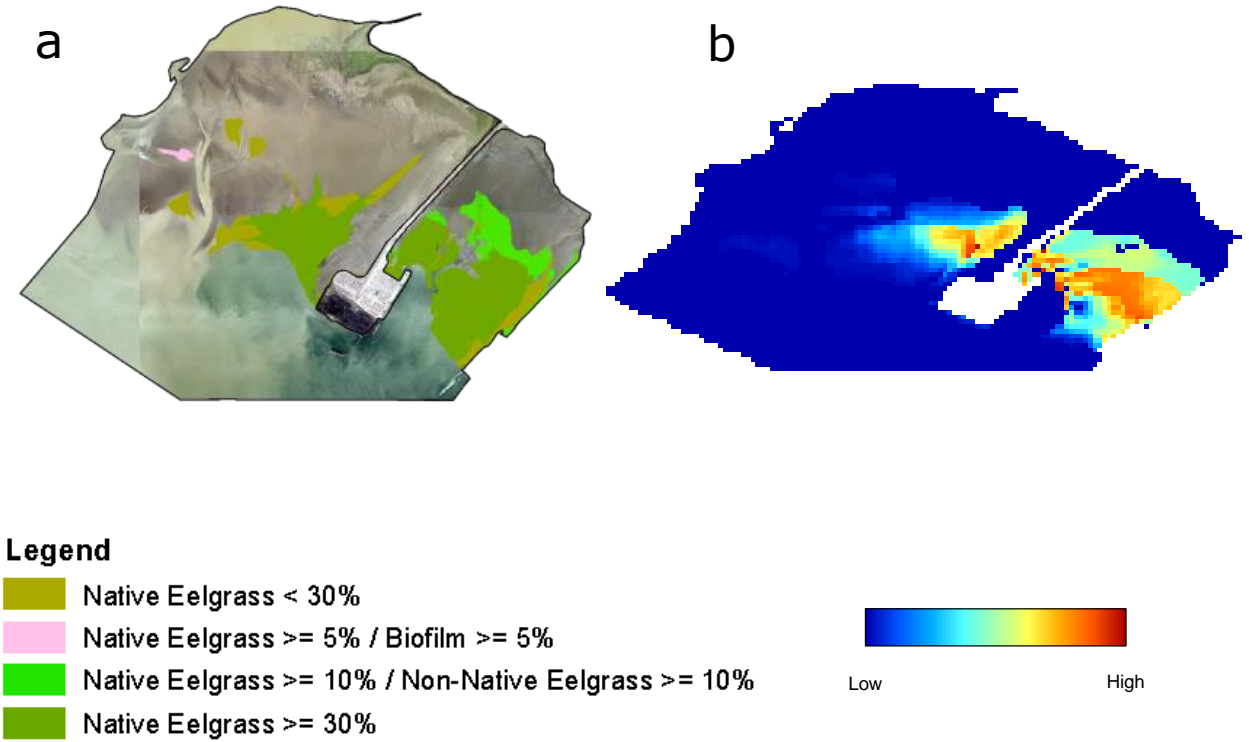 a
b
Legend
Native Eelgrass < 30%
Native Eelgrass >= 5% / Biofilm >= 5%
Native Eelgrass >= 10% / Non-Native Eelgrass >= 10%
Native Eelgrass >= 30%
Low
High